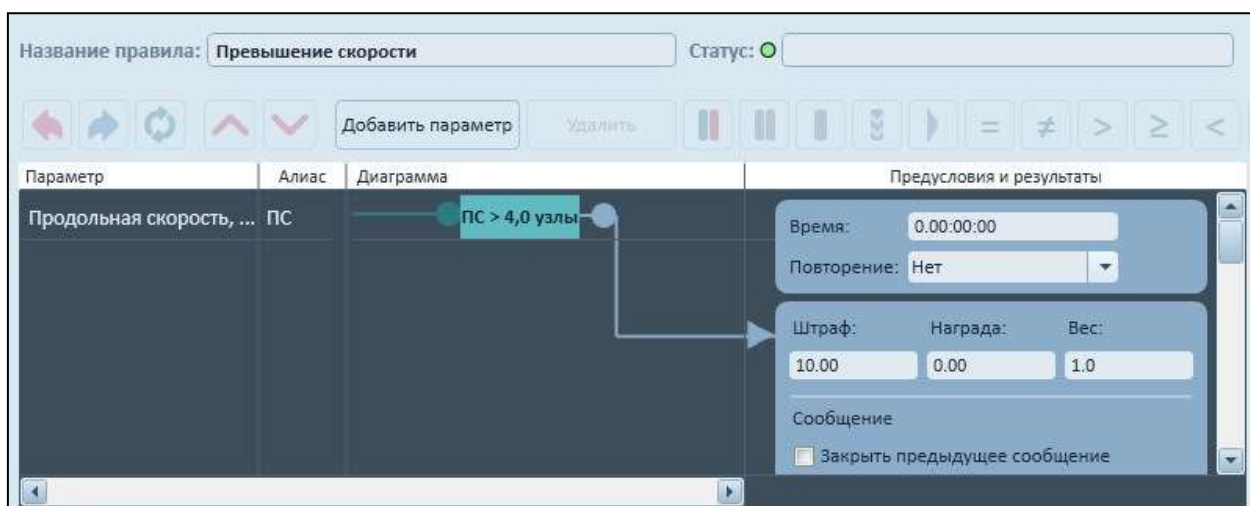 Название правила: Превышение скорости Статус:
Добавить параметр Удалить = ≠ > ≥ <
Параметр Алиас Диаграмма Предусловия и результаты
Продольная скорость, ... ПС ПС > 4,0 узлы
Время: 0.00:00:00
Повторение: Нет
Штраф: Награда: Вес:
10.00 0.00 1.0
Сообщение
Закрыть предыдущее сообщение